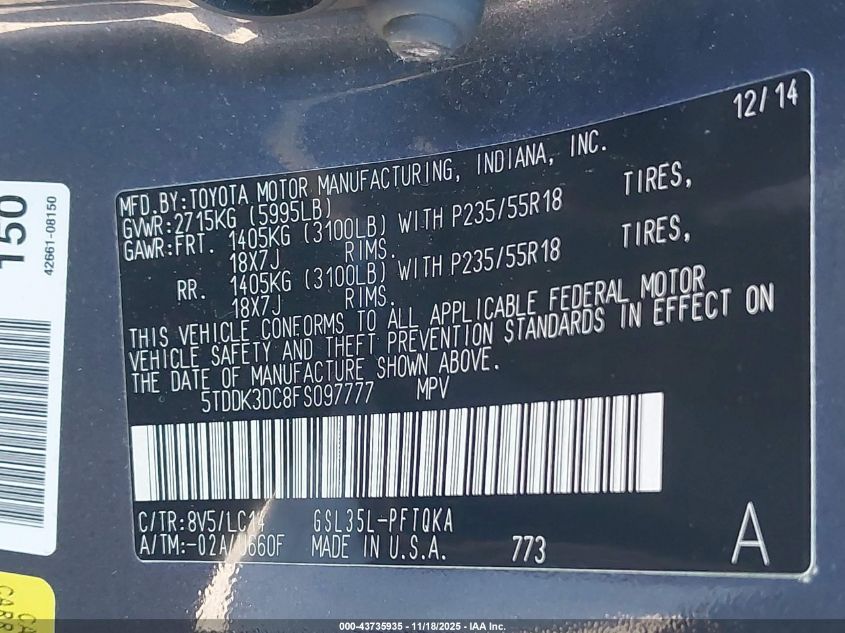 12/14
MFD.BY:TOYOTA MOTOR MANUFACTURING, INDIANA, INC.
GVWR:2715KG (5995LB)
GAWR:FRT. 1405KG (3100LB) WITH P235/55R18 TIRES,
18X7J RIMS.
RR. 1405KG (3100LB) WITH P235/55R18 TIRES,
18X7J RIMS.
THIS VEHICLE CONFORMS TO ALL APPLICABLE FEDERAL MOTOR
VEHICLE SAFETY AND THEFT PREVENTION STANDARDS IN EFFECT ON
THE DATE OF MANUFACTURE SHOWN ABOVE.
5TDDK3DC8FS097777 MPV
C/TR:8V5/LC14 GSL35L-PFTQKA
A/TM:-02A/U660F MADE IN U.S.A. 773
A
150
42661-08150
000-43735935 - 11/18/2025 - IAA Inc.